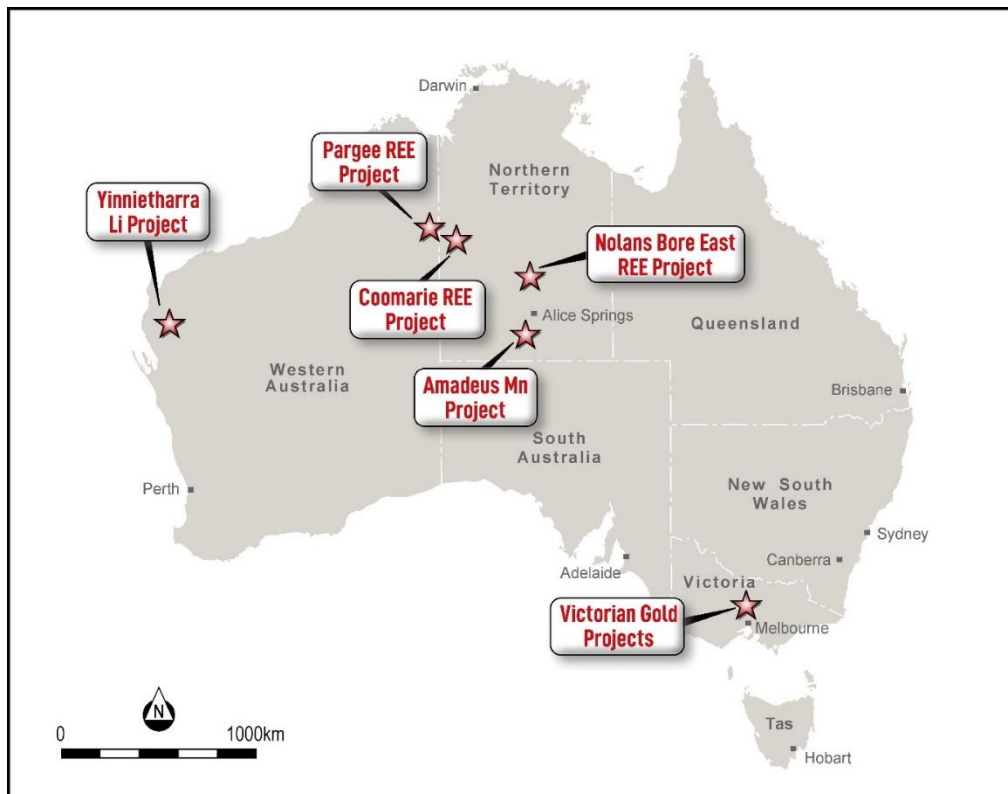 Darwin
Pargee REE
Project
Northern
Territory
Yinnietharra
Li Project
Nolans Bore East
REE Project
Coomarie REE
Project
Alice Springs
Queensland
Western
Australia
Amadeus Mn
Project
Brisbane
South
Australia
Perth
New South
Wales
Sydney
Canberra
Adelaide
Victoria
Victorian Gold
Projects
Melbourne
N
0
1000km
Tas
Hobart